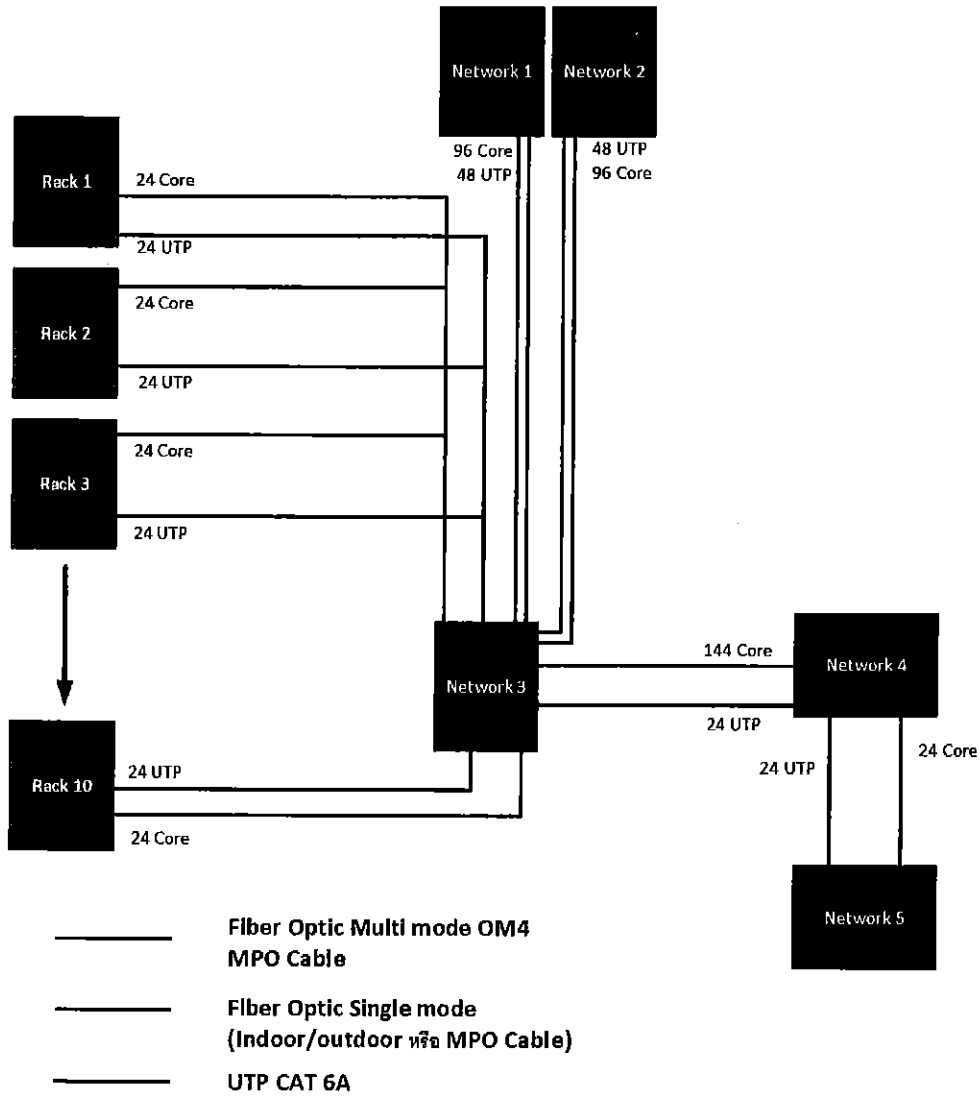 Network 1
Network 2
96 Core
48 UTP
48 UTP
96 Core
Rack 1
24 Core
24 UTP
Rack 2
24 Core
24 UTP
Rack 3
24 Core
24 UTP
Network 3
144 Core
24 UTP
Network 4
24 UTP
24 Core
Rack 10
24 UTP
24 Core
Network 5
Fiber Optic Multi mode OM4
MPO Cable
Fiber Optic Single mode
(Indoor/outdoor หรือ MPO Cable)
UTP CAT 6A